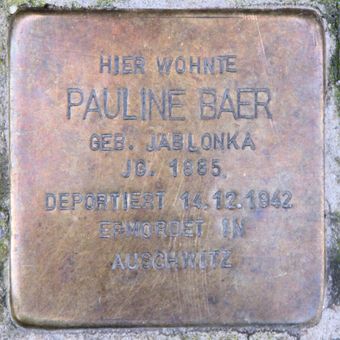 HIER WOHNTE
PAULINE BAER
GEB. JABLONKA
JG. 1885
DEPORTIERT 14.12.1942
ERMORDET IN
AUSCHWITZ